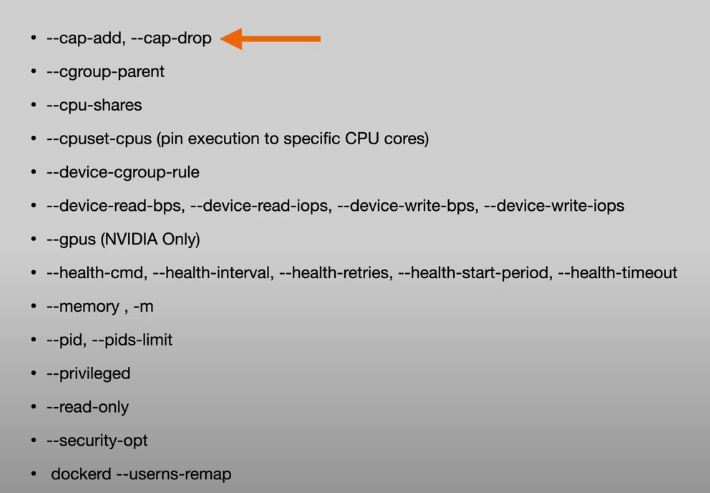 • --cap-add, --cap-drop
• --cgroup-parent
• --cpu-shares
• --cpuset-cpus (pin execution to specific CPU cores)
• --device-cgroup-rule
• --device-read-bps, --device-read-iops, --device-write-bps, --device-write-iops
• --gpus (NVIDIA Only)
• --health-cmd, --health-interval, --health-retries, --health-start-period, --health-timeout
• --memory , -m
• --pid, --pids-limit
• --privileged
• --read-only
• --security-opt
• dockerd --userns-remap